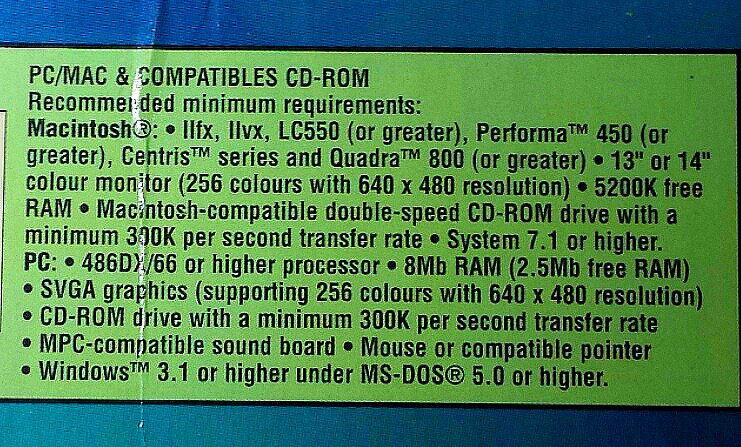 PC/MAC & COMPATIBLES CD-ROM
Recommended minimum requirements:
Macintosh®: • IIfx, IIvx, LC550 (or greater), Performa™ 450 (or
greater), Centris™ series and Quadra™ 800 (or greater) • 13" or 14"
colour monitor (256 colours with 640 x 480 resolution) • 5200K free
RAM • Macintosh-compatible double-speed CD-ROM drive with a
minimum 300K per second transfer rate • System 7.1 or higher.
PC: • 486DX/66 or higher processor • 8Mb RAM (2.5Mb free RAM)
• SVGA graphics (supporting 256 colours with 640 x 480 resolution)
• CD-ROM drive with a minimum 300K per second transfer rate
• MPC-compatible sound board • Mouse or compatible pointer
• Windows™ 3.1 or higher under MS-DOS® 5.0 or higher.